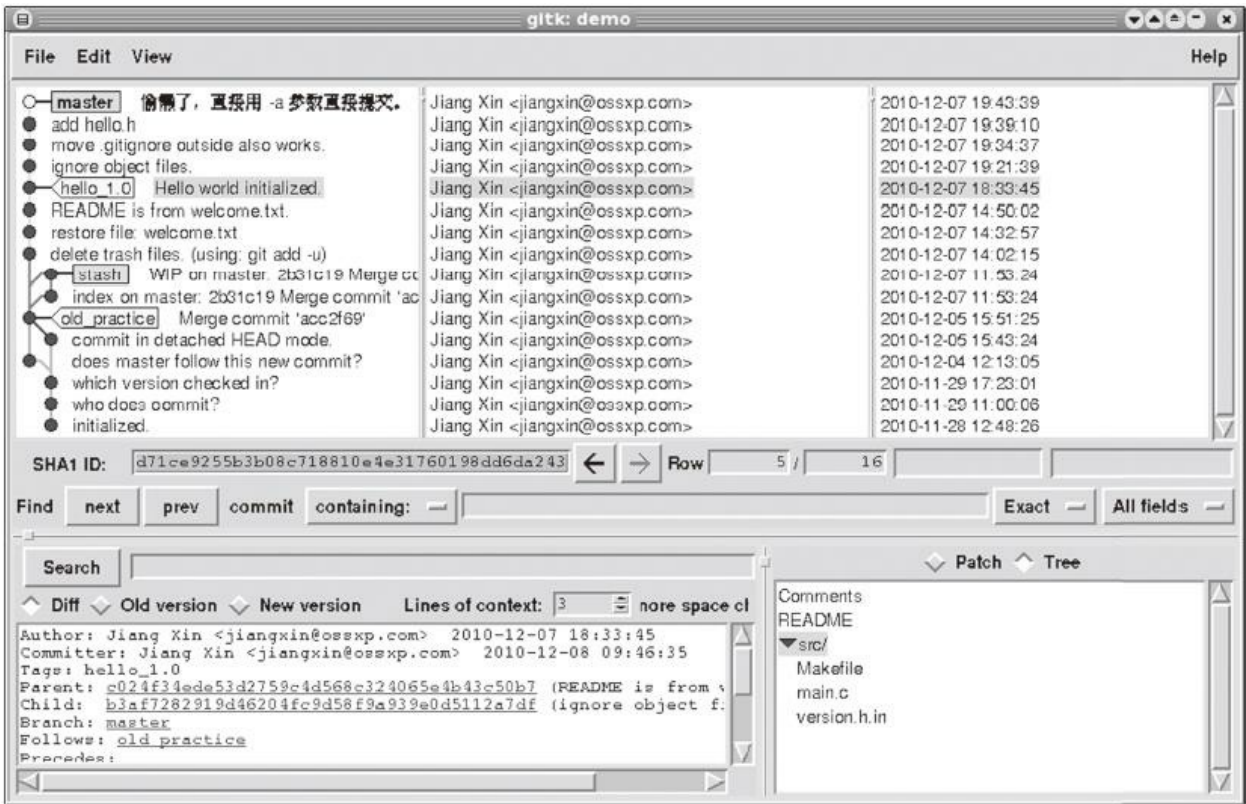 gitk: demo
File Edit View Help
master 偷懒了，直接用 -a 参数直接提交。 Jiang Xin <jiangxin@ossxp.com> 2010-12-07 19:43:39
add hello.h Jiang Xin <jiangxin@ossxp.com> 2010-12-07 19:39:10
move .gitignore outside also works. Jiang Xin <jiangxin@ossxp.com> 2010-12-07 19:34:37
ignore object files. Jiang Xin <jiangxin@ossxp.com> 2010-12-07 19:21:39
hello_1.0 Hello world initialized. Jiang Xin <jiangxin@ossxp.com> 2010-12-07 18:33:45
README is from welcome.txt. Jiang Xin <jiangxin@ossxp.com> 2010-12-07 14:50:02
restore file: welcome.txt Jiang Xin <jiangxin@ossxp.com> 2010-12-07 14:32:57
delete trash files. (using: git add -u) Jiang Xin <jiangxin@ossxp.com> 2010-12-07 14:02:15
stash WIP on master: 2b31c19 Merge cc Jiang Xin <jiangxin@ossxp.com> 2010-12-07 11:53:24
index on master: 2b31c19 Merge commit 'ac Jiang Xin <jiangxin@ossxp.com> 2010-12-07 11:53:24
old_practice Merge commit 'acc2f69' Jiang Xin <jiangxin@ossxp.com> 2010-12-05 15:51:25
commit in detached HEAD mode. Jiang Xin <jiangxin@ossxp.com> 2010-12-05 15:43:24
does master follow this new commit? Jiang Xin <jiangxin@ossxp.com> 2010-12-04 12:13:05
which version checked in? Jiang Xin <jiangxin@ossxp.com> 2010-11-29 17:23:01
who does commit? Jiang Xin <jiangxin@ossxp.com> 2010-11-29 11:00:06
initialized. Jiang Xin <jiangxin@ossxp.com> 2010-11-28 12:48:26
SHA1 ID: d71ce9255b3b08c718810e4e31760198dd6da243 ← → Row 5 / 16
Find next prev commit containing: Exact All fields
Search
Patch Tree
Diff Old version New version Lines of context: 3 nore space cl
Author: Jiang Xin <jiangxin@ossxp.com> 2010-12-07 18:33:45
Committer: Jiang Xin <jiangxin@ossxp.com> 2010-12-08 09:46:35
Tags: hello_1.0
Parent: c024f34ede53d2759c4d568c324065e4b43c50b7 (README is from
Child: b3af7282919d46204fc9d58f9a939e0d5112a7df (ignore object f
Branch: master
Follows: old_practice
Precedes:
Comments
README
src/
Makefile
main.c
version.h.in